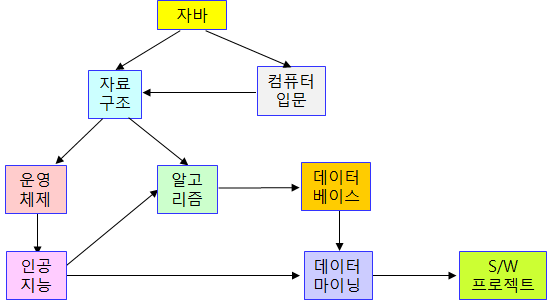 자바
자료
구조
컴퓨터
입문
운영
체제
알고
리즘
데이터
베이스
인공
지능
데이터
마이닝
S/W
프로젝트